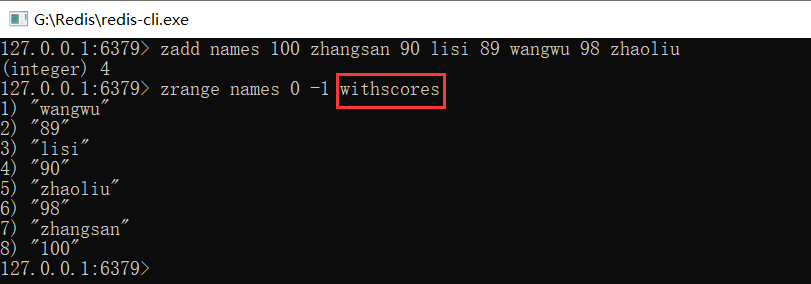 G:\Redis\redis-cli.exe
127.0.0.1:6379> zadd names 100 zhangsan 90 lisi 89 wangwu 98 zhaoliu
(integer) 4
127.0.0.1:6379> zrange names 0 -1 withscores
1) "wangwu"
2) "89"
3) "lisi"
4) "90"
5) "zhaoliu"
6) "98"
7) "zhangsan"
8) "100"
127.0.0.1:6379>